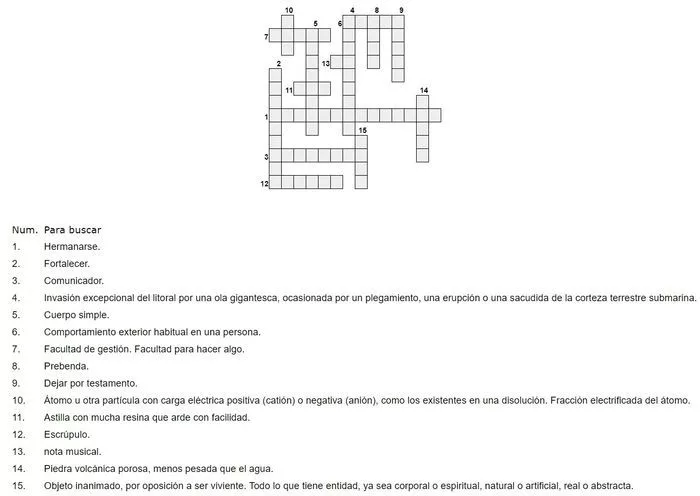 10
4
8
9
5
6
7
2
13
11
14
1
15
3
12
Num. Para buscar
1. Hermanarse.
2. Fortalecer.
3. Comunicador.
4. Invasión excepcional del litoral por una ola gigantesca, ocasionada por un plegamiento, una erupción o una sacudida de la corteza terrestre submarina.
5. Cuerpo simple.
6. Comportamiento exterior habitual en una persona.
7. Facultad de gestión. Facultad para hacer algo.
8. Prebenda.
9. Dejar por testamento.
10. Átomo u otra partícula con carga eléctrica positiva (catión) o negativa (anión), como los existentes en una disolución. Fracción electrificada del átomo.
11. Astilla con mucha resina que arde con facilidad.
12. Escrúpulo.
13. nota musical.
14. Piedra volcánica porosa, menos pesada que el agua.
15. Objeto inanimado, por oposición a ser viviente. Todo lo que tiene entidad, ya sea corporal o espiritual, natural o artificial, real o abstracta.